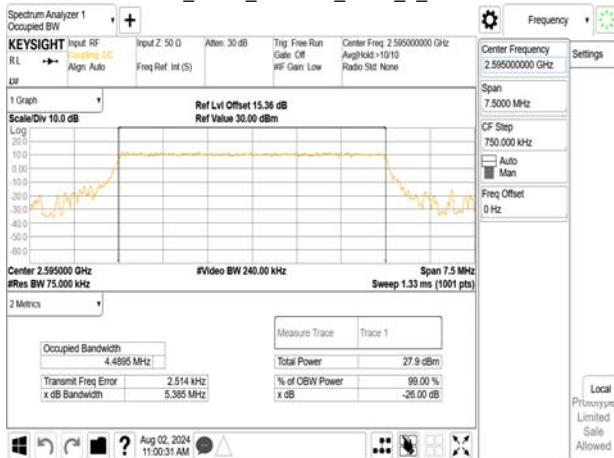 Spectrum Analyzer 1
Occupied BW
KEYSIGHT
RL
Input: RF
Coupling: DC
Align: Auto
Input Z: 50 Ω
Freq Ref: Int (S)
Atten: 30 dB
Trig: Free Run
Gate: Off
#IF Gain: Low
Center Freq: 2.595000000 GHz
Avg|Hold:>10/10
Radio Std: None
1 Graph
Scale/Div 10.0 dB
Ref Lvl Offset 15.36 dB
Ref Value 30.00 dBm
Log
20.0
10.0
0.00
-10.0
-20.0
-30.0
-40.0
-50.0
-60.0
Center 2.595000 GHz
#Res BW 75.000 kHz
#Video BW 240.00 kHz
Span 7.5 MHz
Sweep 1.33 ms (1001 pts)
2 Metrics
Measure Trace
Trace 1
Occupied Bandwidth
4.4895 MHz
Total Power
27.9 dBm
Transmit Freq Error
2.514 kHz
% of OBW Power
99.00 %
x dB Bandwidth
5.385 MHz
x dB
-26.00 dB
Aug 02, 2024
11:00:31 AM
Frequency
Center Frequency
2.595000000 GHz
Settings
Span
7.5000 MHz
CF Step
750.000 kHz
Auto
Man
Freq Offset
0 Hz
Local
Prototype
Limited
Sale
Allowed